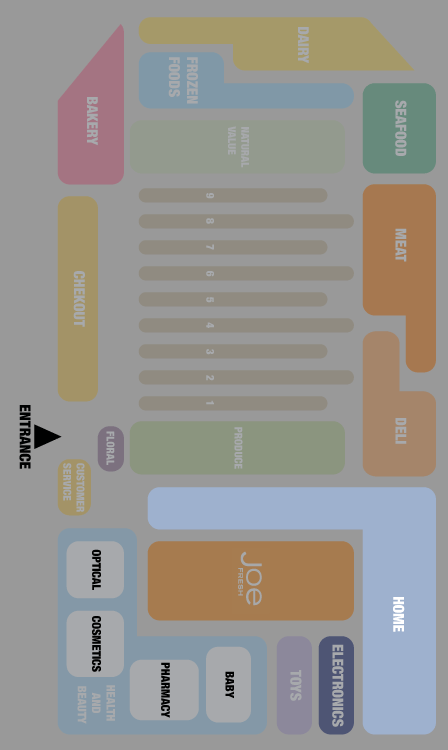 DAIRY
FROZEN
FOODS
BAKERY
NATURAL
VALUE
SEAFOOD
9
8
7
6
5
4
3
2
1
MEAT
CHEKOUT
DELI
ENTRANCE
FLORAL
PRODUCE
CUSTOMER
SERVICE
HOME
Joe
FRESH
OPTICAL
COSMETICS
PHARMACY
BABY
TOYS
ELECTRONICS
HEALTH
AND
BEAUTY